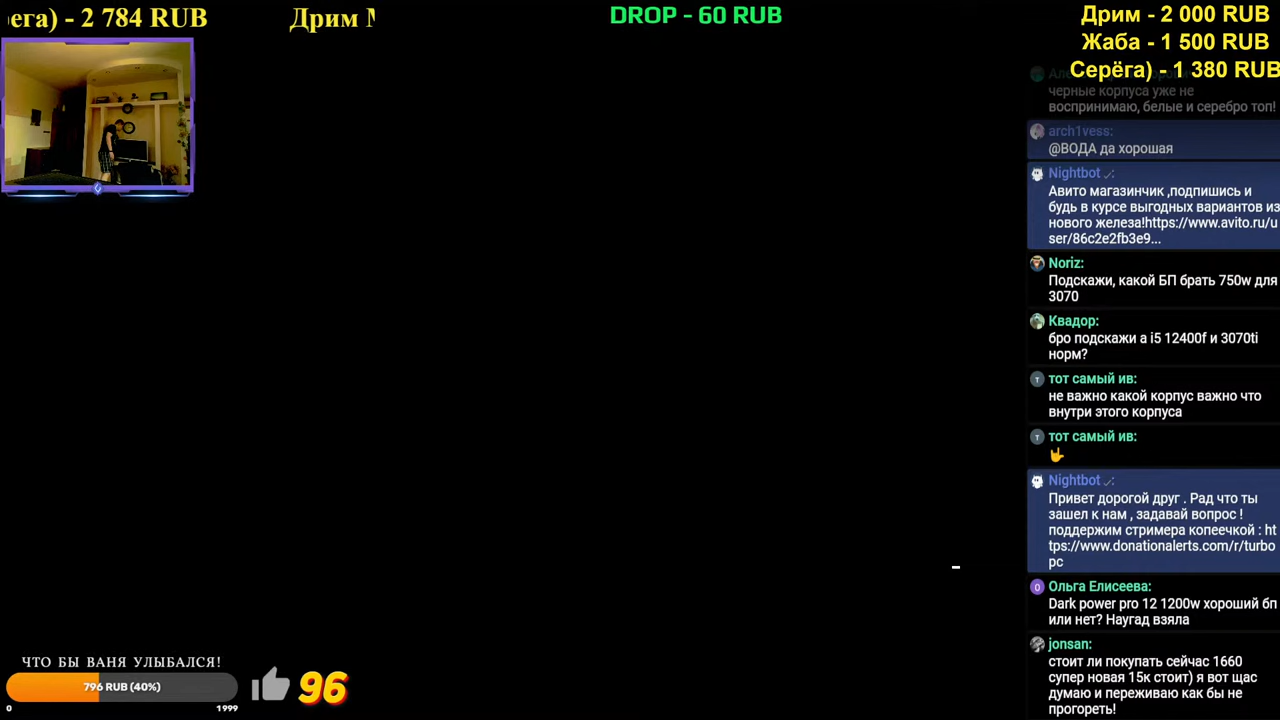 ега) - 2 784 RUB
Дрим
DROP - 60 RUB
Дрим - 2 000 RUB
Жаба - 1 500 RUB
Серёга) - 1 380 RUB
черные корпуса уже не
воспринимаю, белые и серебро топ!
arch1vess:
@ВОДА да хорошая
Nightbot :
Авито магазинчик ,подпишись и
будь в курсе выгодных вариантов из
нового железа!https://www.avito.ru/u
ser/86c2e2fb3e9...
Noriz:
Подскажи, какой БП брать 750w для
3070
Квадор:
бро подскажи а i5 12400f и 3070ti
норм?
тот самый ив:
не важно какой корпус важно что
внутри этого корпуса
тот самый ив:
Nightbot :
Привет дорогой друг . Рад что ты
зашел к нам , задавай вопрос !
поддержим стримера копеечкой : ht
tps://www.donationalerts.com/r/turbo
pc
Ольга Елисеева:
Dark power pro 12 1200w хороший бп
или нет? Наугад взяла
jonsan:
стоит ли покупать сейчас 1660
супер новая 15к стоит) я вот щас
думаю и переживаю как бы не
прогореть!
ЧТО БЫ ВАНЯ УЛЫБАЛСЯ!
796 RUB (40%)
0
1999
96